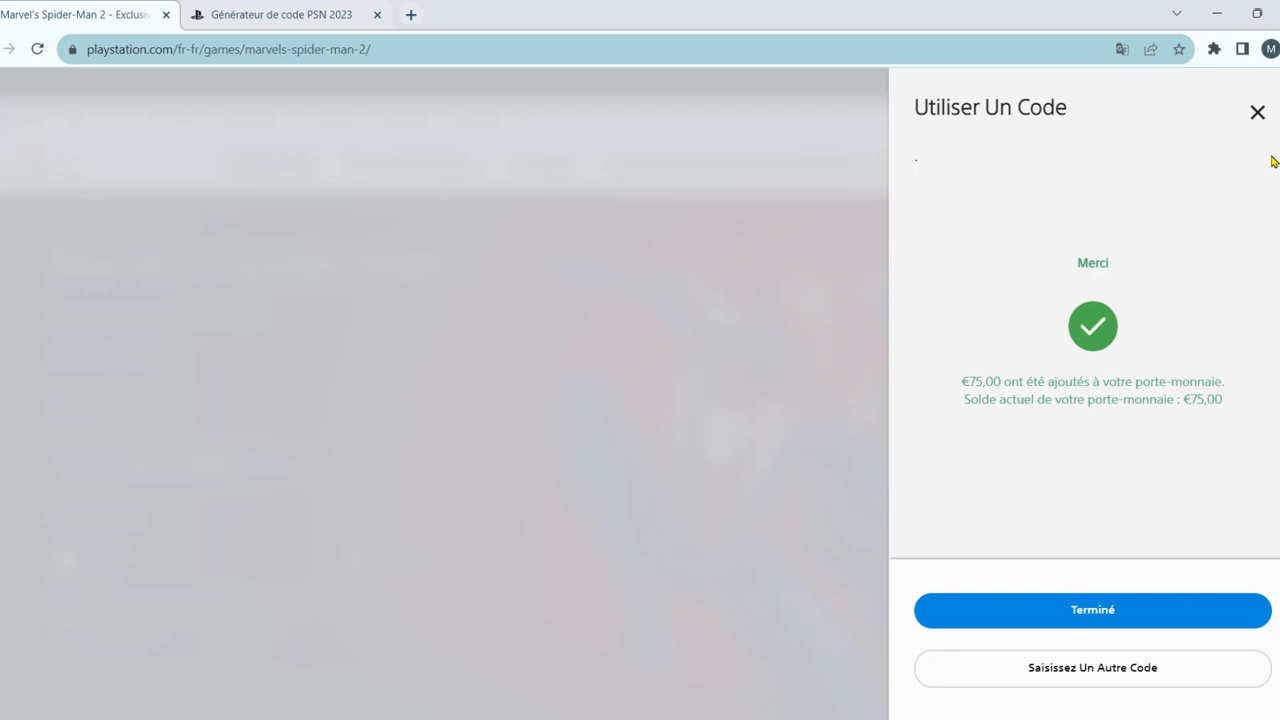 Marvel's Spider-Man 2 - Exclusiv
Générateur de code PSN 2023
playstation.com/fr-fr/games/marvels-spider-man-2/
M
Utiliser Un Code
.
Merci
€75,00 ont été ajoutés à votre porte-monnaie.
Solde actuel de votre porte-monnaie : €75,00
Terminé
Saisissez Un Autre Code